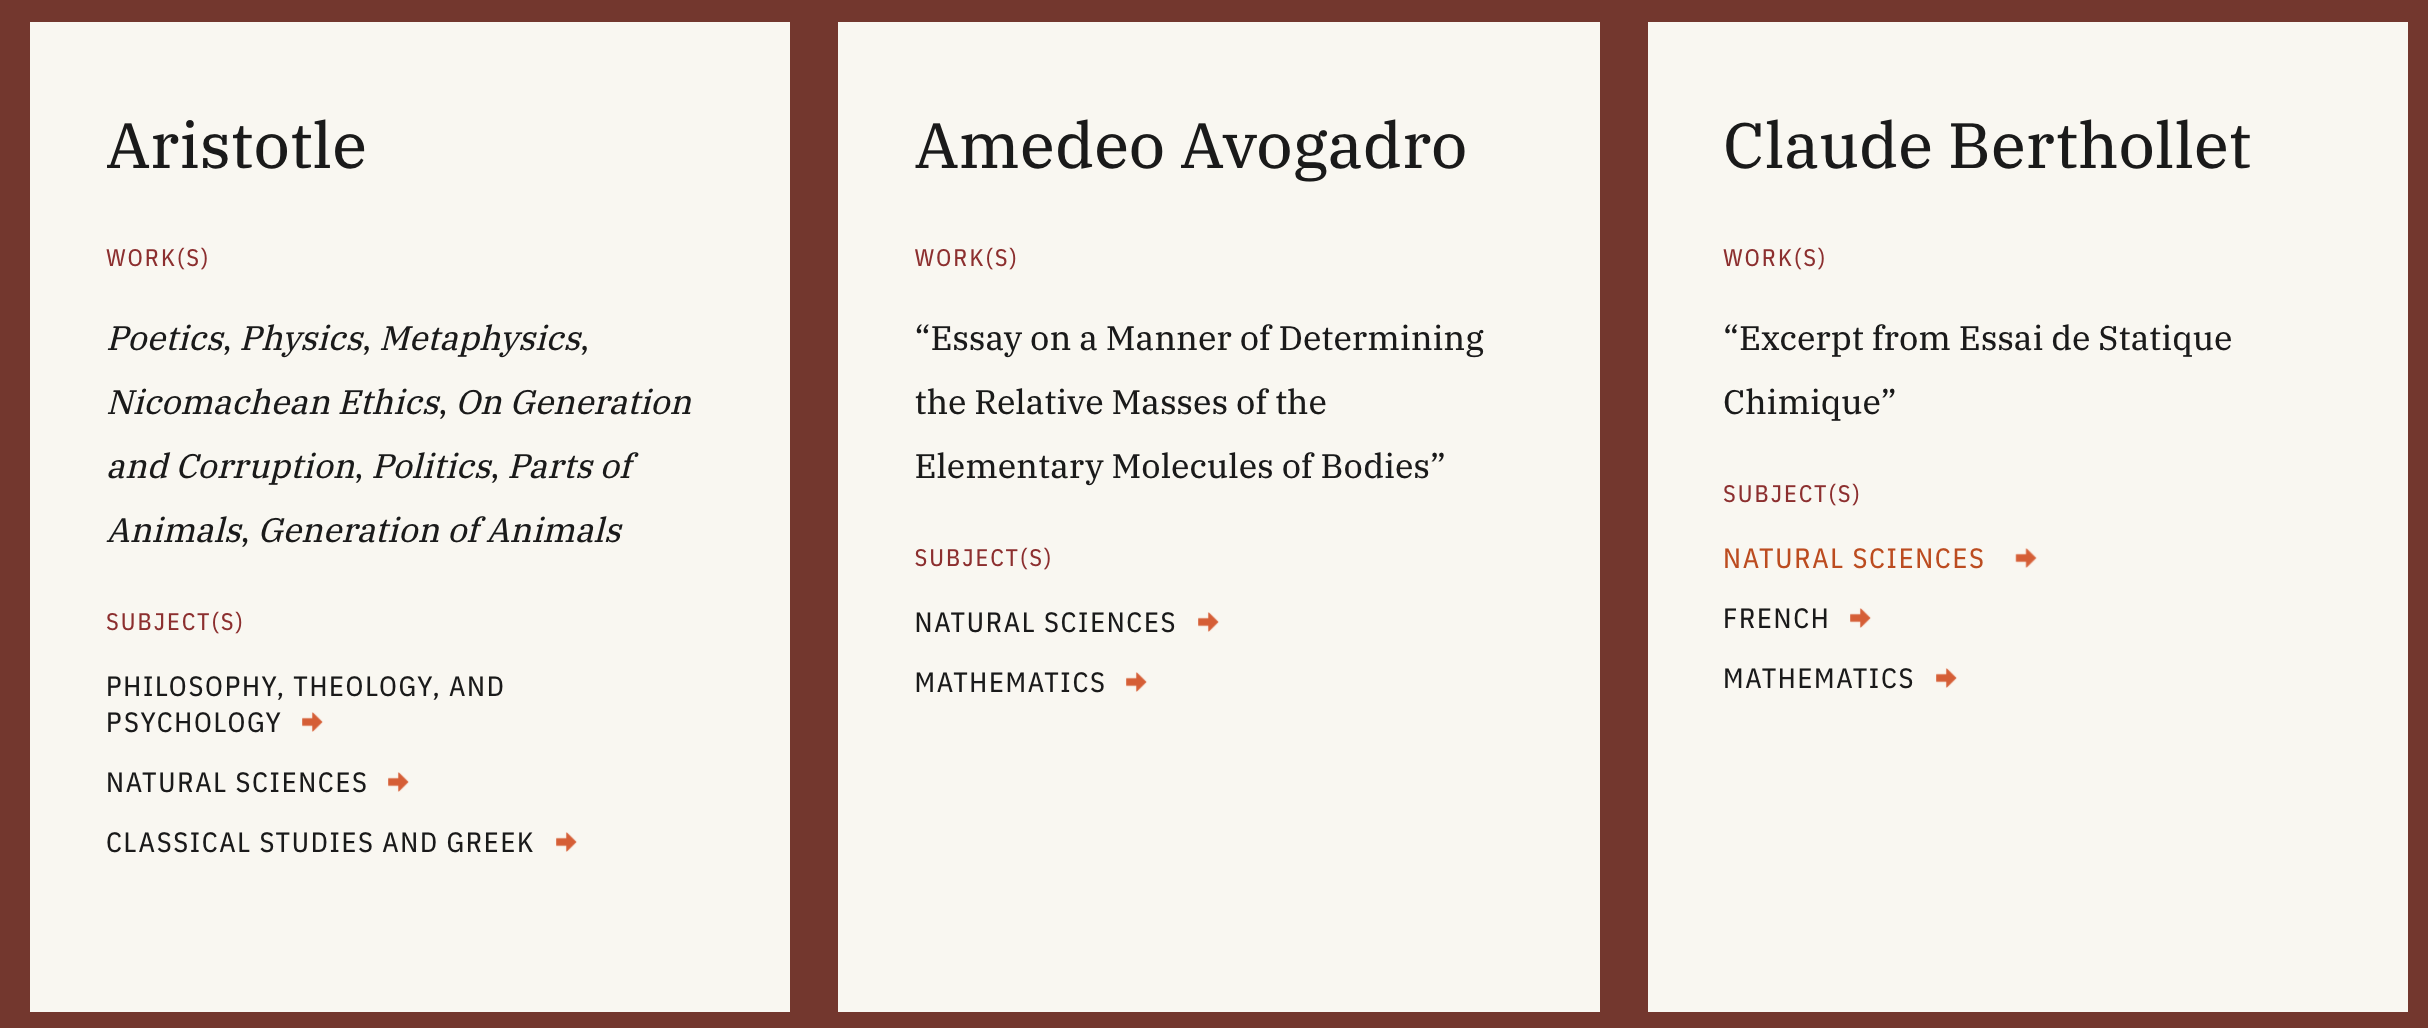 Aristotle
WORK(S)
Poetics, Physics, Metaphysics,
Nicomachean Ethics, On Generation
and Corruption, Politics, Parts of
Animals, Generation of Animals
SUBJECT(S)
PHILOSOPHY, THEOLOGY, AND
PSYCHOLOGY
NATURAL SCIENCES
CLASSICAL STUDIES AND GREEK
Amedeo Avogadro
WORK(S)
“Essay on a Manner of Determining
the Relative Masses of the
Elementary Molecules of Bodies”
SUBJECT(S)
NATURAL SCIENCES
MATHEMATICS
Claude Berthollet
WORK(S)
“Excerpt from Essai de Statique
Chimique”
SUBJECT(S)
NATURAL SCIENCES
FRENCH
MATHEMATICS